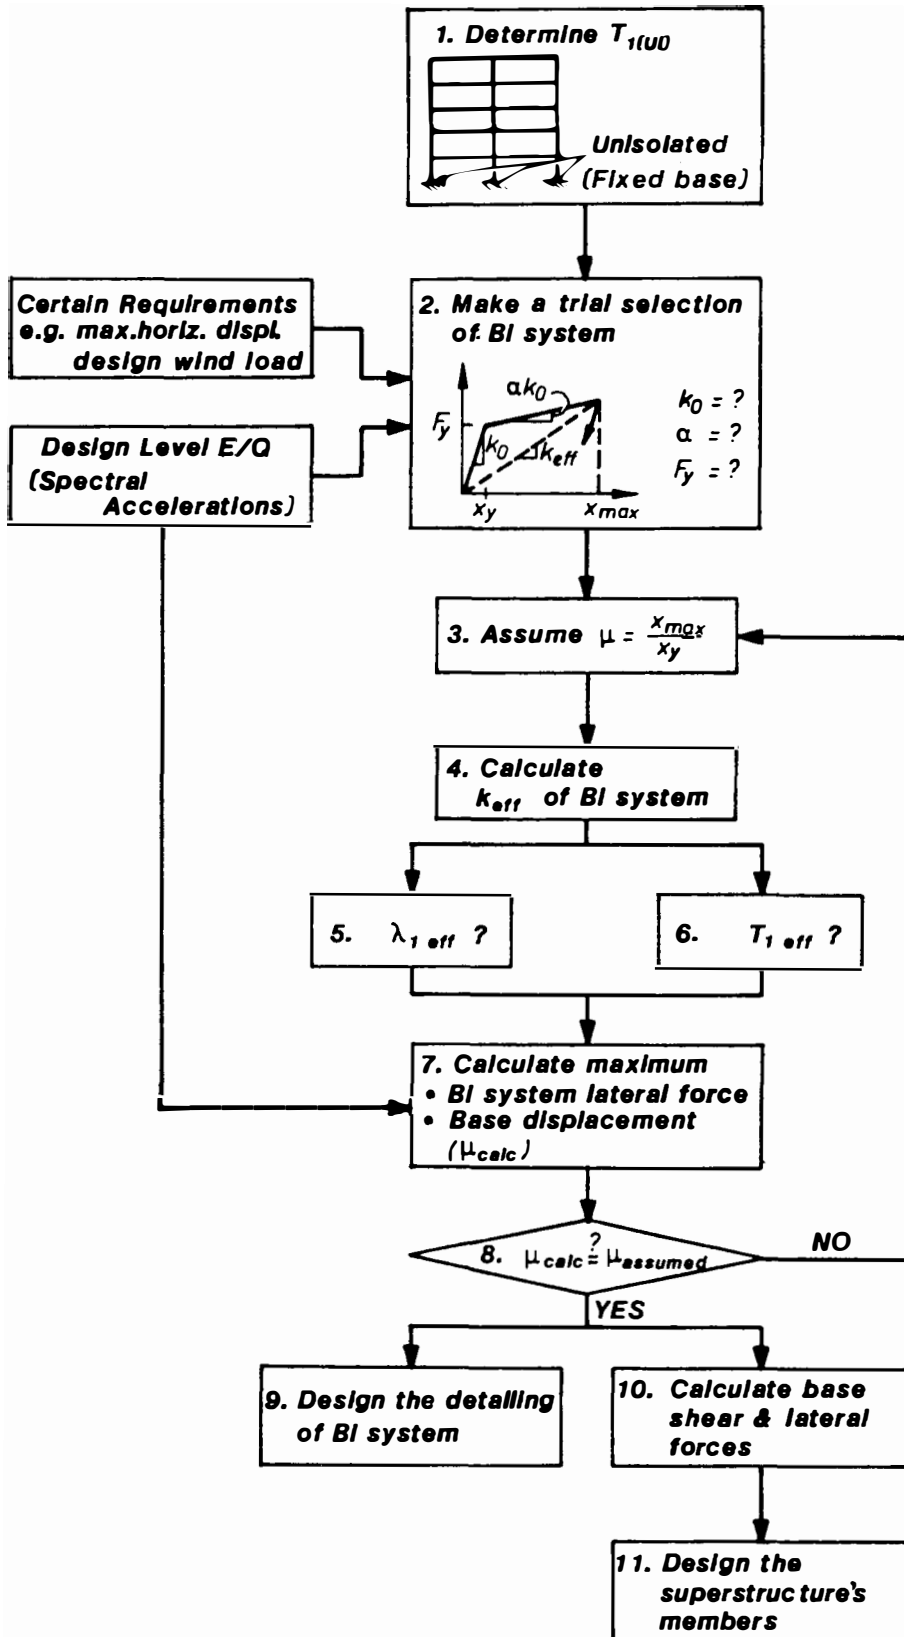 1. Determine T1(UI)
Unisolated
(Fixed base)
Certain Requirements
e.g. max.horiz. displ.
design wind load
Design Level E/Q
(Spectral
Accelerations)
2. Make a trial selection
of BI system
αk0
Fy
k0
keff
xy
xmax
k0 = ?
α = ?
Fy = ?
3. Assume μ = xmax/xy
4. Calculate
keff of BI system
5. λ1 eff ?
6. T1 eff ?
7. Calculate maximum
• BI system lateral force
• Base displacement
(μcalc)
8. μcalc ?= μassumed
NO
YES
9. Design the detailing
of BI system
10. Calculate base
shear & lateral
forces
11. Design the
superstructure's
members